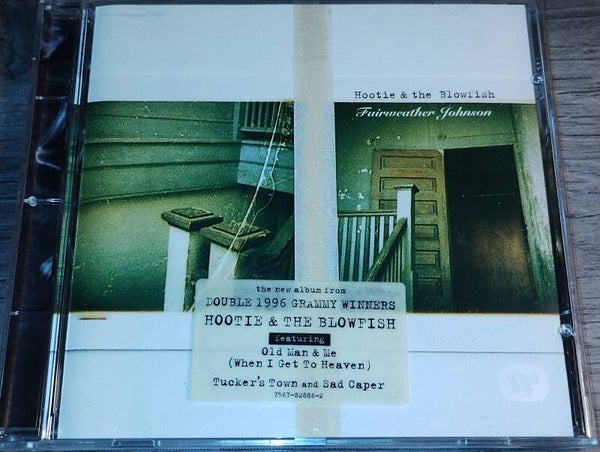 Hootie & the Blowfish
Fairweather Johnson
the new album from
DOUBLE 1996 GRAMMY WINNERS
HOOTIE & THE BLOWFISH
featuring
Old Man & Me
(When I Get To Heaven)
Tucker's Town and Sad Caper
7567-82886-2